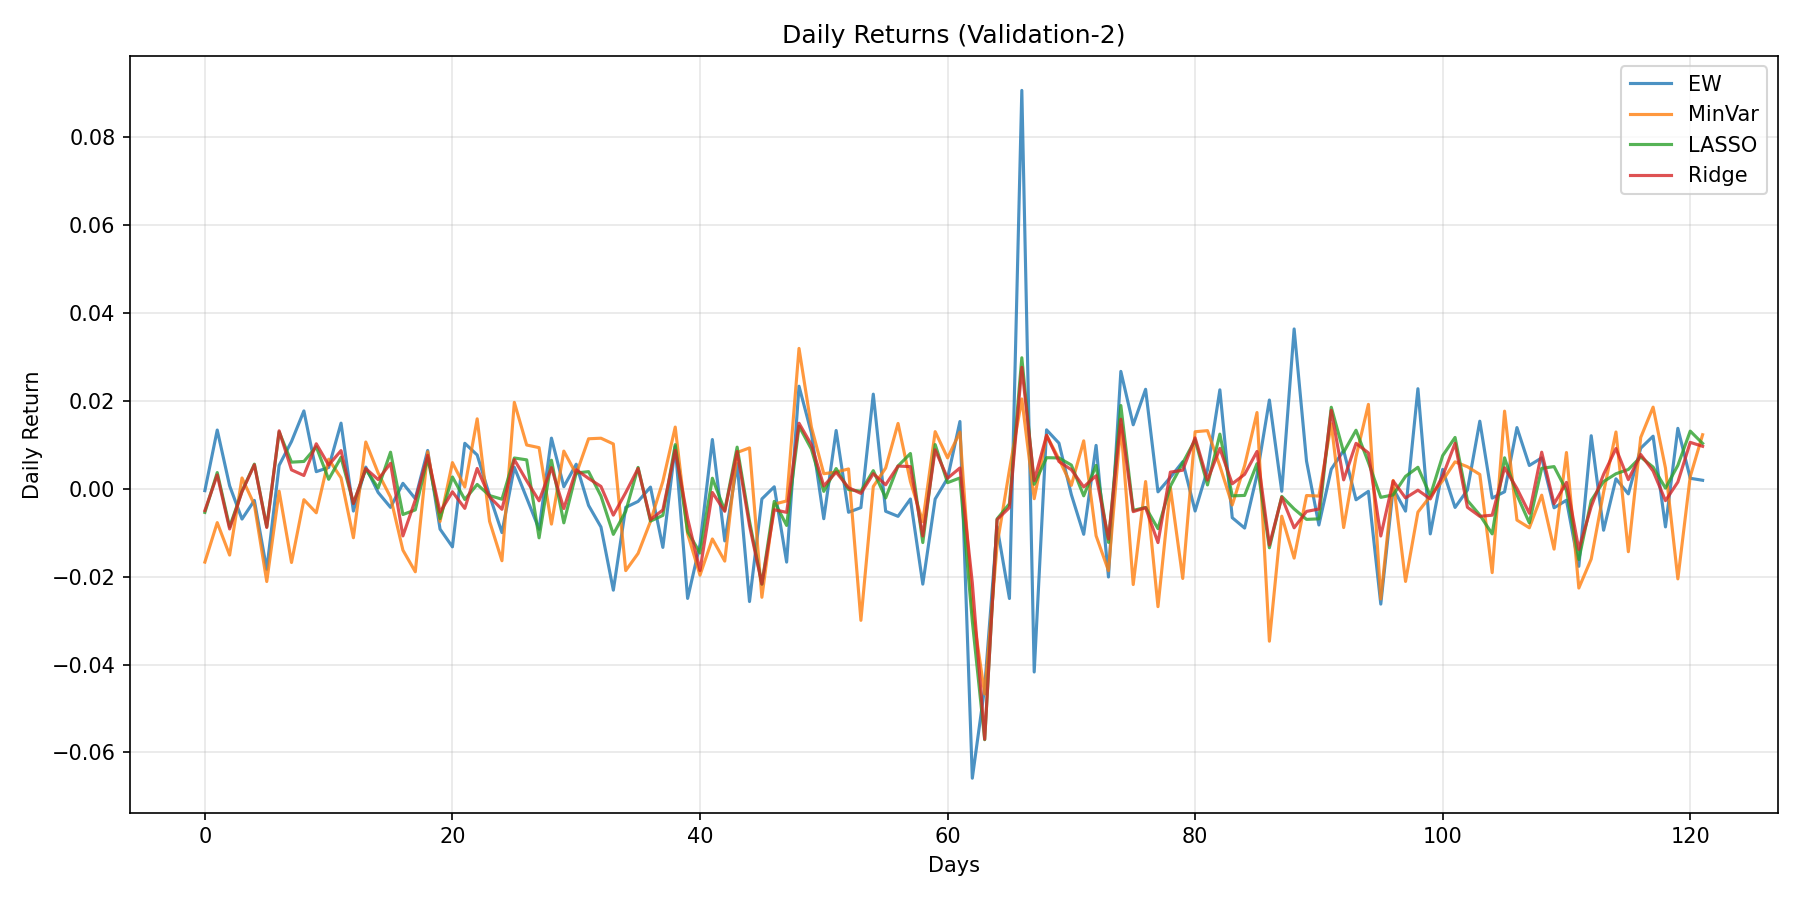 Daily Returns (Validation-2)
EW
MinVar
LASSO
Ridge
Daily Return
0.08
0.06
0.04
0.02
0.00
−0.02
−0.04
−0.06
0 20 40 60 80 100 120
Days